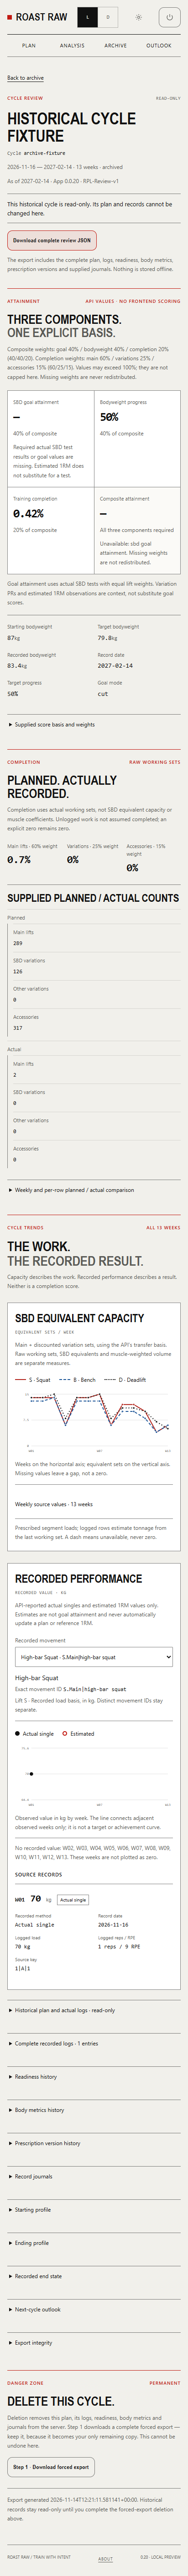 ROAST RAW
L
D
PLAN
ANALYSIS
ARCHIVE
OUTLOOK
Back to archive
CYCLE REVIEW
READ-ONLY
HISTORICAL CYCLE
FIXTURE
Cycle archive-fixture
2026-11-16 — 2027-02-14 · 13 weeks · archived
As of 2027-02-14 · App 0.0.20 · RPL-Review-v1
This historical cycle is read-only. Its plan and records cannot be
changed here.
Download complete review JSON
The export includes the complete plan, logs, readiness, body metrics,
description versions and supplied journals. Nothing is stored offline.
ATTAINMENT
API VALUES · NO FRONTEND SCORING
THREE COMPONENTS.
ONE EXPLICIT BASIS.
Composite weights: goal 40% / bodyweight 40% / completion 20%
(40/40/20). Completion weights: main 60% / variations 25% /
accessories 15% (60/25/15). Values may exceed 100%; they are not
capped here. Missing weights are never redistributed.
SBD goal attainment
—
40% of composite
Required actual SBD test
results or goal values are
missing. Estimated 1RM does
not substitute for a test.
Bodyweight progress
50%
40% of composite
Training completion
0.42%
20% of composite
Composite attainment
—
All three components required
Unavailable: sbd goal
attainment. Missing weights
are not redistributed.
Goal attainment uses actual SBD tests with equal lift weights. Variation
PRs and estimated 1RM observations are context, not substitute goal
scores.
Starting bodyweight
87kg
Target bodyweight
79.8kg
Recorded bodyweight
83.4kg
Record date
2027-02-14
Target progress
50%
Goal mode
cut
Supplied score basis and weights
COMPLETION
RAW WORKING SETS
PLANNED. ACTUALLY
RECORDED.
Completion uses actual working sets, not SBD equivalent capacity or
muscle coefficients. Unlogged work is not assumed completed: an
explicit zero remains zero.
Main lifts · 60% weight
0.7%
Variations · 25% weight
0%
Accessories · 15%
weight
0%
SUPPLIED PLANNED / ACTUAL COUNTS
Planned
Main lifts
289
SBD variations
126
Other variations
0
Accessories
317
Actual
Main lifts
2
SBD variations
0
Other variations
0
Accessories
0
Weekly and per-row planned / actual comparison
CYCLE TRENDS
ALL 13 WEEKS
THE WORK.
THE RECORDED RESULT.
Capacity describes the work. Recorded performance describes a result.
Neither is a completion score.
SBD EQUIVALENT CAPACITY
EQUIVALENT SETS / WEEK
Main + discounted variation sets, using the API's transfer basis.
Raw working sets, SBD equivalents and muscle-weighted volume
are separate measures.
S · Squat
B · Bench
D · Deadlift
Weeks on the horizontal axis; equivalent sets on the vertical axis.
Missing values leave a gap, not a zero.
Weekly source values · 13 weeks
Prescribed segment loads; logged rows estimate tonnage from
the last working set. A dash means unavailable, never zero.
RECORDED PERFORMANCE
RECORDED VALUE · KG
API-reported actual singles and estimated 1RM values only.
Estimates are not goal attainment and never automatically
update a plan or reference 1RM.
Recorded movement
High-bar Squat · S.Main|high-bar squat
High-bar Squat
Exact movement ID S.Main|high-bar squat
Lift S · Recorded load basis, in kg. Distinct movement IDs stay
separate.
Actual single
Estimated
Observed value in kg by week. The line connects adjacent
observed weeks only; it is not a target or achievement curve.
No recorded value: W02, W03, W04, W05, W06, W07, W08, W09,
W10, W11, W12, W13. These weeks are not plotted as zero.
SOURCE RECORDS
W01 70 kg Actual single
Recorded method
Actual single
Record date
2026-11-16
Logged load
70 kg
Logged reps / RPE
1 reps / 9 RPE
Source key
1|A|1
Historical plan and actual logs · read-only
Complete recorded logs · 1 entries
Readiness history
Body metrics history
Prescription version history
Record journals
Starting profile
Ending profile
Recorded end state
Next-cycle outlook
Export integrity
DANGER ZONE
PERMANENT
DELETE THIS CYCLE.
Deletion removes this plan, its logs, readiness, body metrics and
journals from the server. Step 1 downloads a complete forced export —
keep it, because it becomes your only remaining copy. This cannot be
undone here.
Step 1 · Download forced export
Export generated 2026-11-14T12:21:11.581141+00:00. Historical
records stay read-only until you complete the forced-export deletion
above.
ROAST RAW / TRAIN WITH INTENT
ABOUT
0.20 · LOCAL PREVIEW